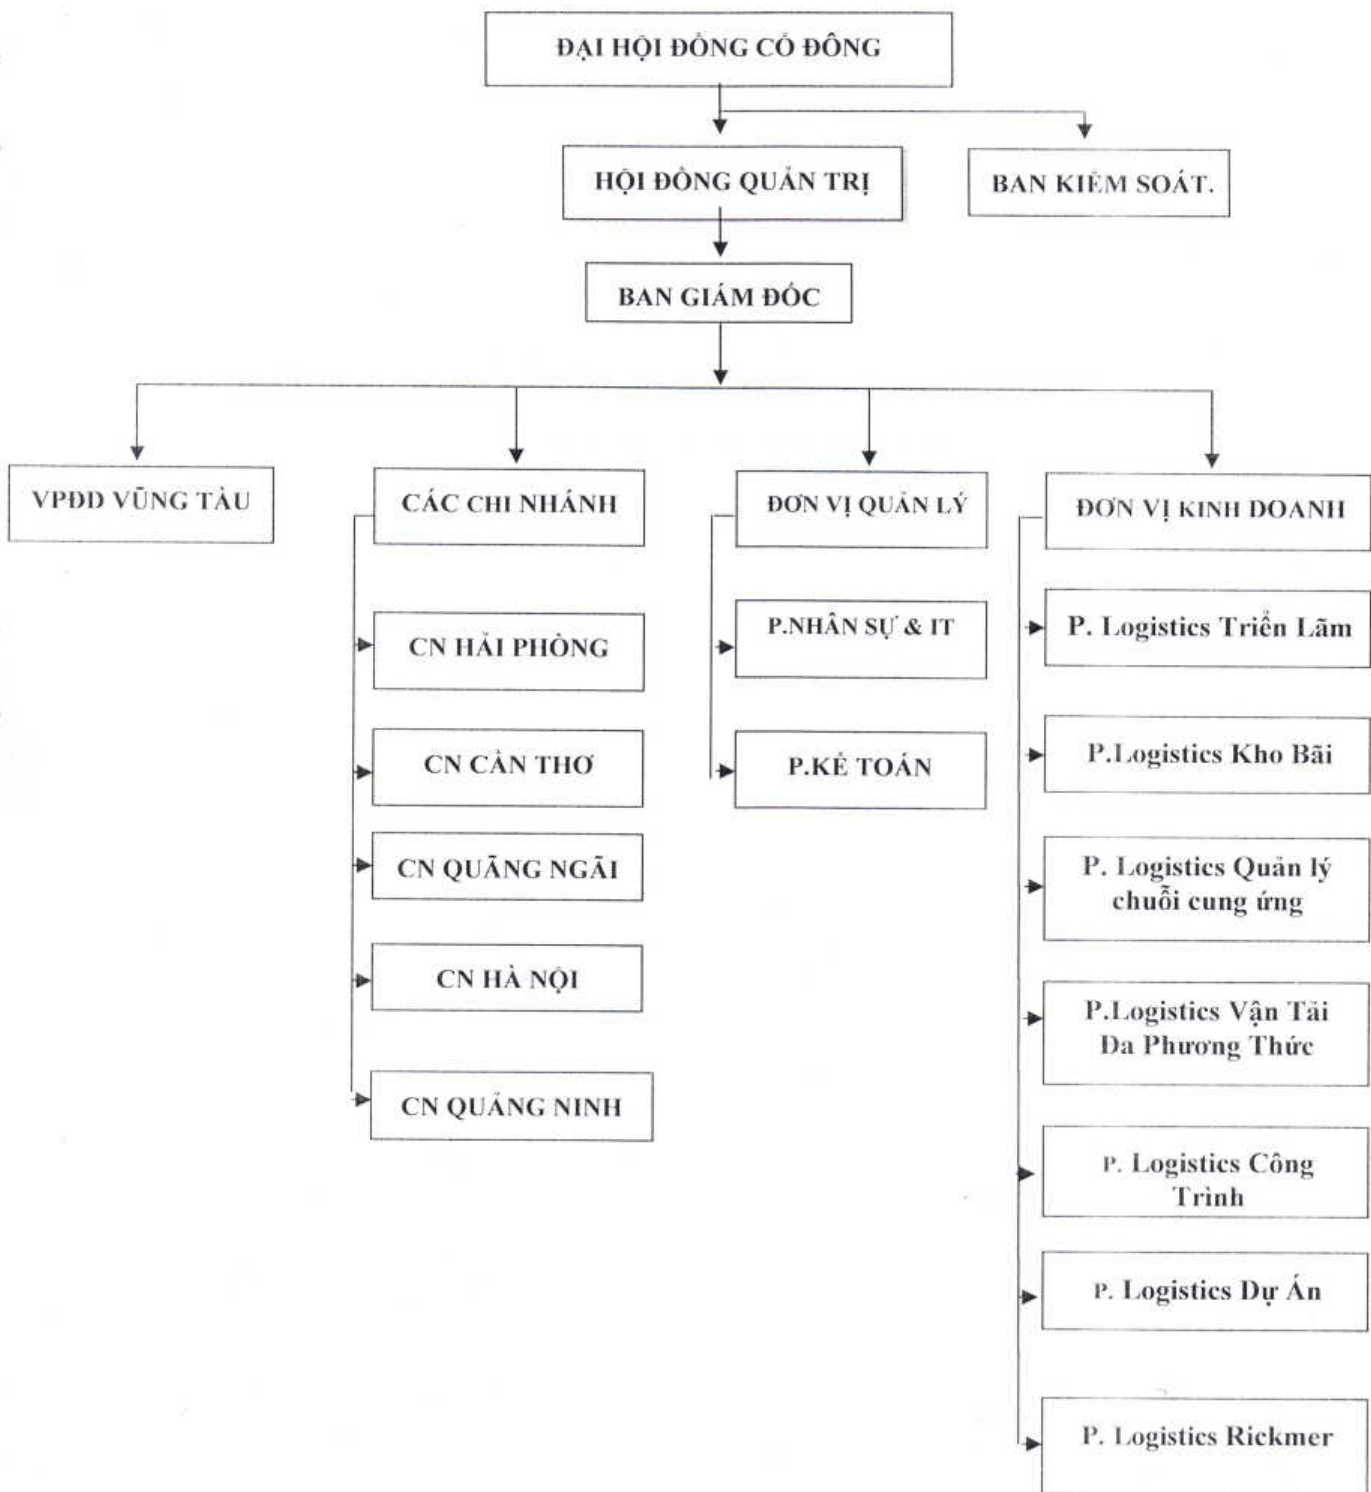 ĐẠI HỘI ĐỒNG CỔ ĐÔNG
HỘI ĐỒNG QUẢN TRỊ
BAN KIỂM SOÁT.
BAN GIÁM ĐỐC
VPĐD VŨNG TÀU
CÁC CHI NHÁNH
ĐƠN VỊ QUẢN LÝ
ĐƠN VỊ KINH DOANH
CN HẢI PHÒNG
CN CẦN THƠ
CN QUÃNG NGÃI
CN HÀ NỘI
CN QUẢNG NINH
P.NHÂN SỰ & IT
P.KẾ TOÁN
P. Logistics Triển Lãm
P.Logistics Kho Bãi
P. Logistics Quản lý
chuỗi cung ứng
P.Logistics Vận Tải
Đa Phương Thức
P. Logistics Công
Trình
P. Logistics Dự Án
P. Logistics Rickmer